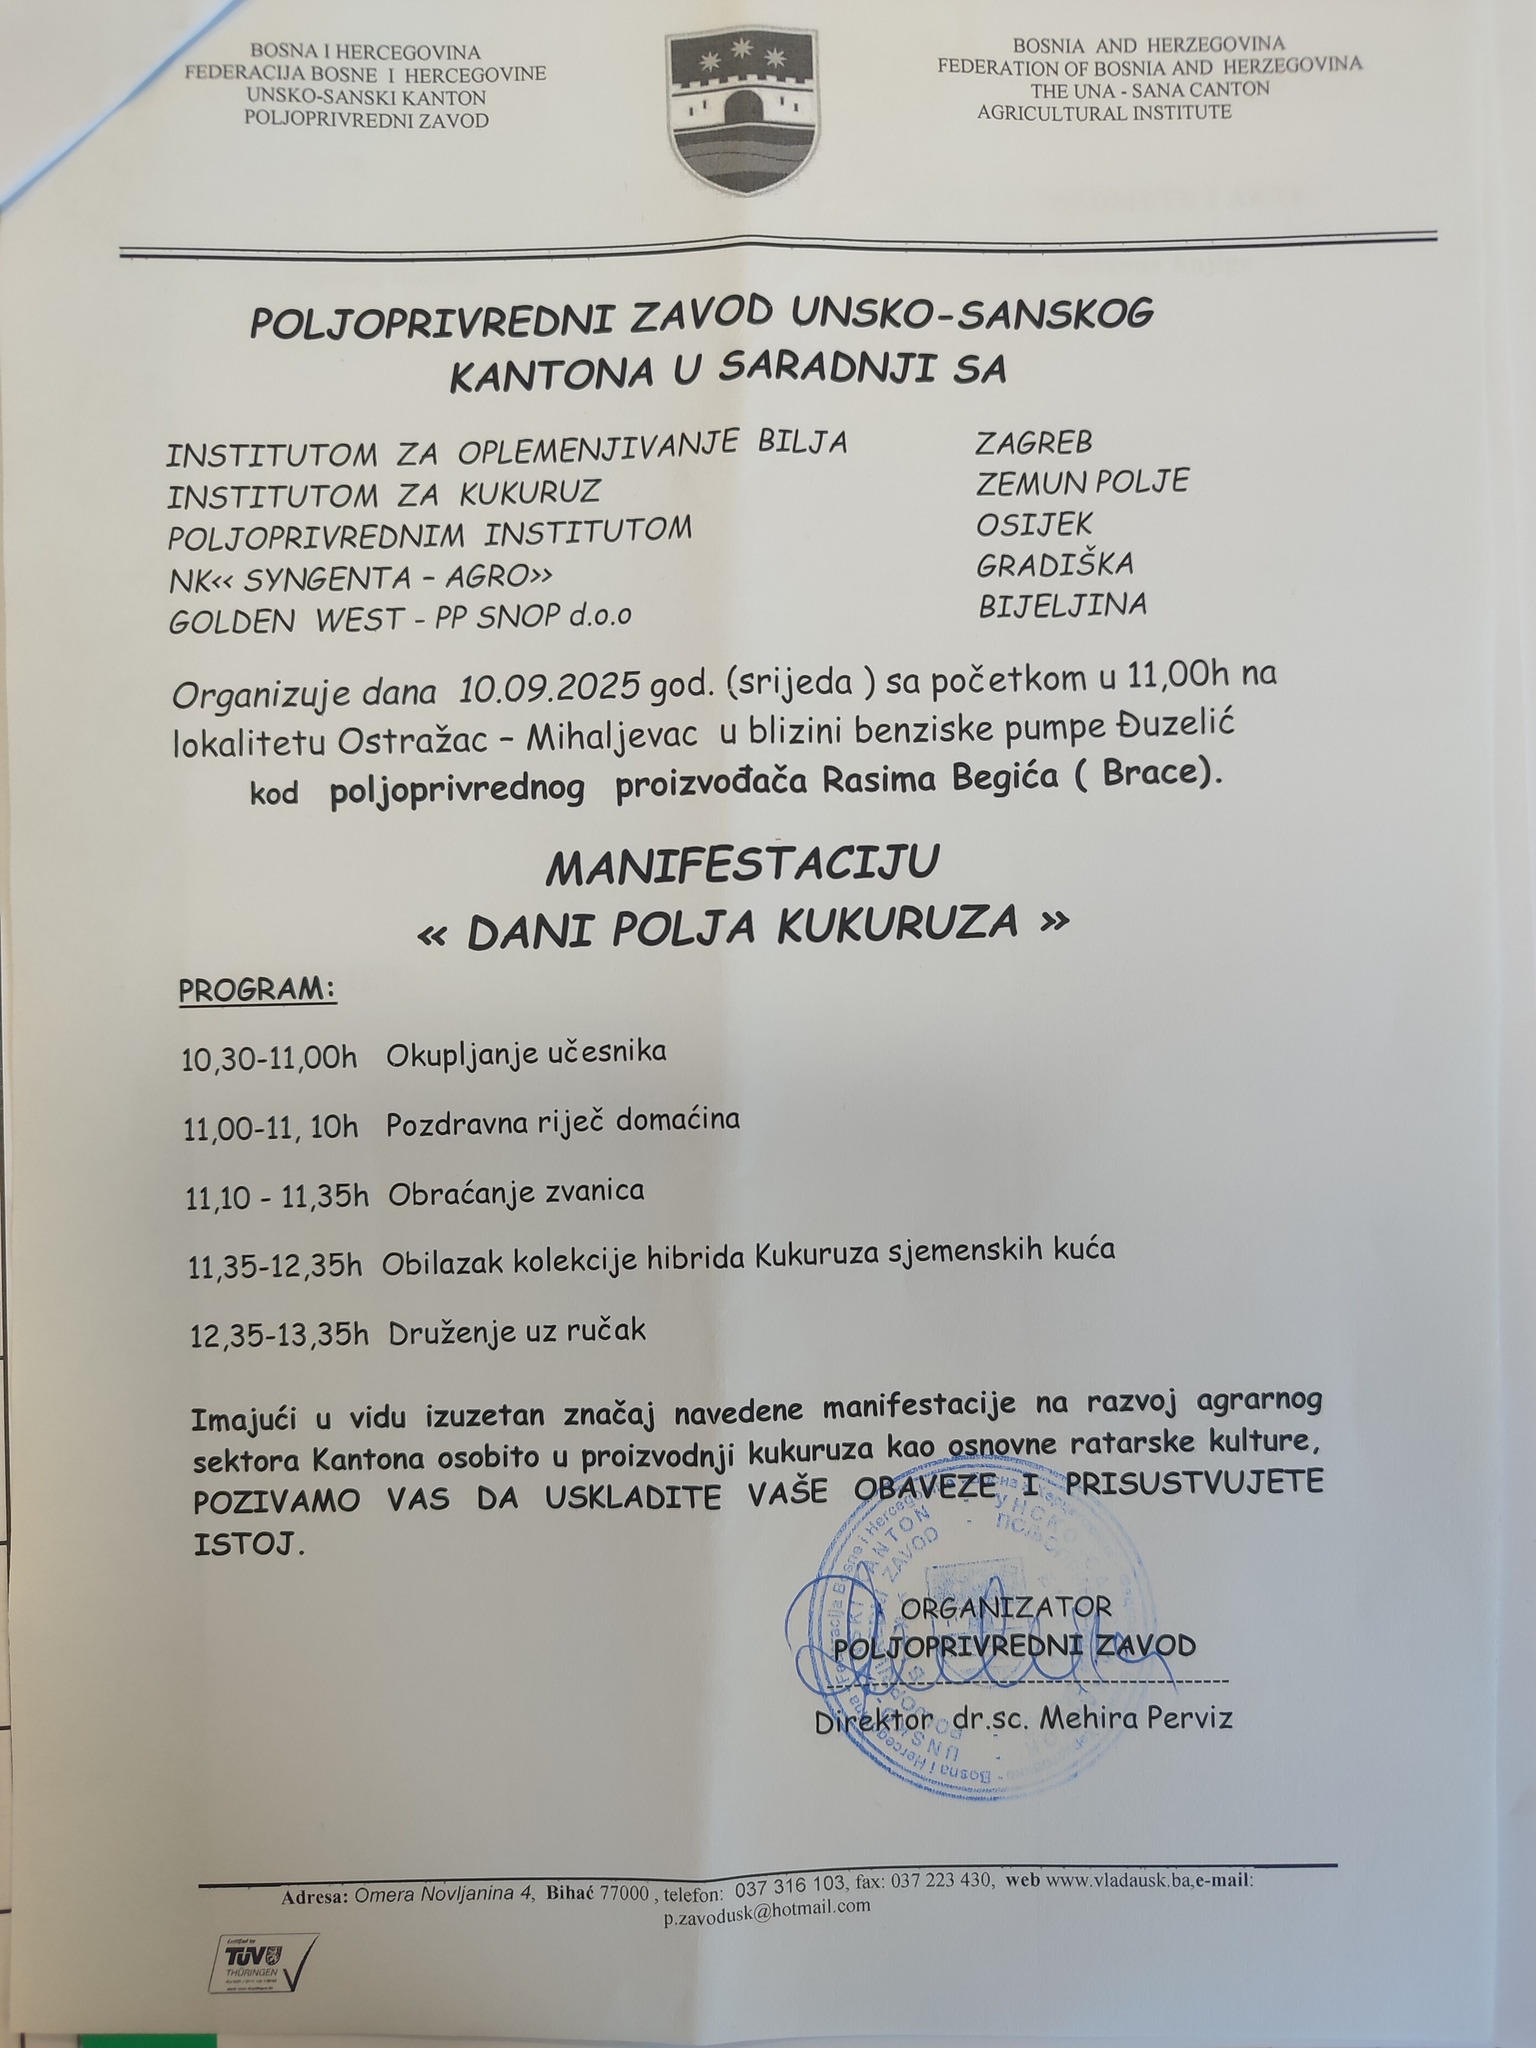 BOSNA I HERCEGOVINA
FEDERACIJA BOSNE I HERCEGOVINE
UNSKO-SANSKI KANTON
POLJOPRIVREDNI ZAVOD
BOSNIA AND HERZEGOVINA
FEDERATION OF BOSNIA AND HERZEGOVINA
THE UNA - SANA CANTON
AGRICULTURAL INSTITUTE
POLJOPRIVREDNI ZAVOD UNSKO-SANSKOG
KANTONA U SARADNJI SA
INSTITUTOM ZA OPLEMENJIVANJE BILJA ZAGREB
INSTITUTOM ZA KUKURUZ ZEMUN POLJE
POLJOPRIVREDNIM INSTITUTOM OSIJEK
NK<< SYNGENTA – AGRO>> GRADIŠKA
GOLDEN WEST - PP SNOP d.o.o BIJELJINA
Organizuje dana 10.09.2025 god. (srijeda ) sa početkom u 11,00h na
lokalitetu Ostražac – Mihaljevac u blizini benziske pumpe Đuzelić
kod poljoprivrednog proizvođača Rasima Begića ( Brace).
MANIFESTACIJU
« DANI POLJA KUKURUZA »
PROGRAM:
10,30-11,00h Okupljanje učesnika
11,00-11, 10h Pozdravna riječ domaćina
11,10 - 11,35h Obraćanje zvanica
11,35-12,35h Obilazak kolekcije hibrida Kukuruza sjemenskih kuća
12,35-13,35h Druženje uz ručak
Imajući u vidu izuzetan značaj navedene manifestacije na razvoj agrarnog
sektora Kantona osobito u proizvodnji kukuruza kao osnovne ratarske kulture,
POZIVAMO VAS DA USKLADITE VAŠE OBAVEZE I PRISUSTVUJETE
ISTOJ.
ORGANIZATOR
POLJOPRIVREDNI ZAVOD
Direktor dr.sc. Mehira Perviz
Adresa: Omera Novljanina 4, Bihać 77000 , telefon: 037 316 103, fax: 037 223 430, web www.vladausk.ba,e-mail:
p.zavodusk@hotmail.com
Certified by
TÜV
THÜRINGEN